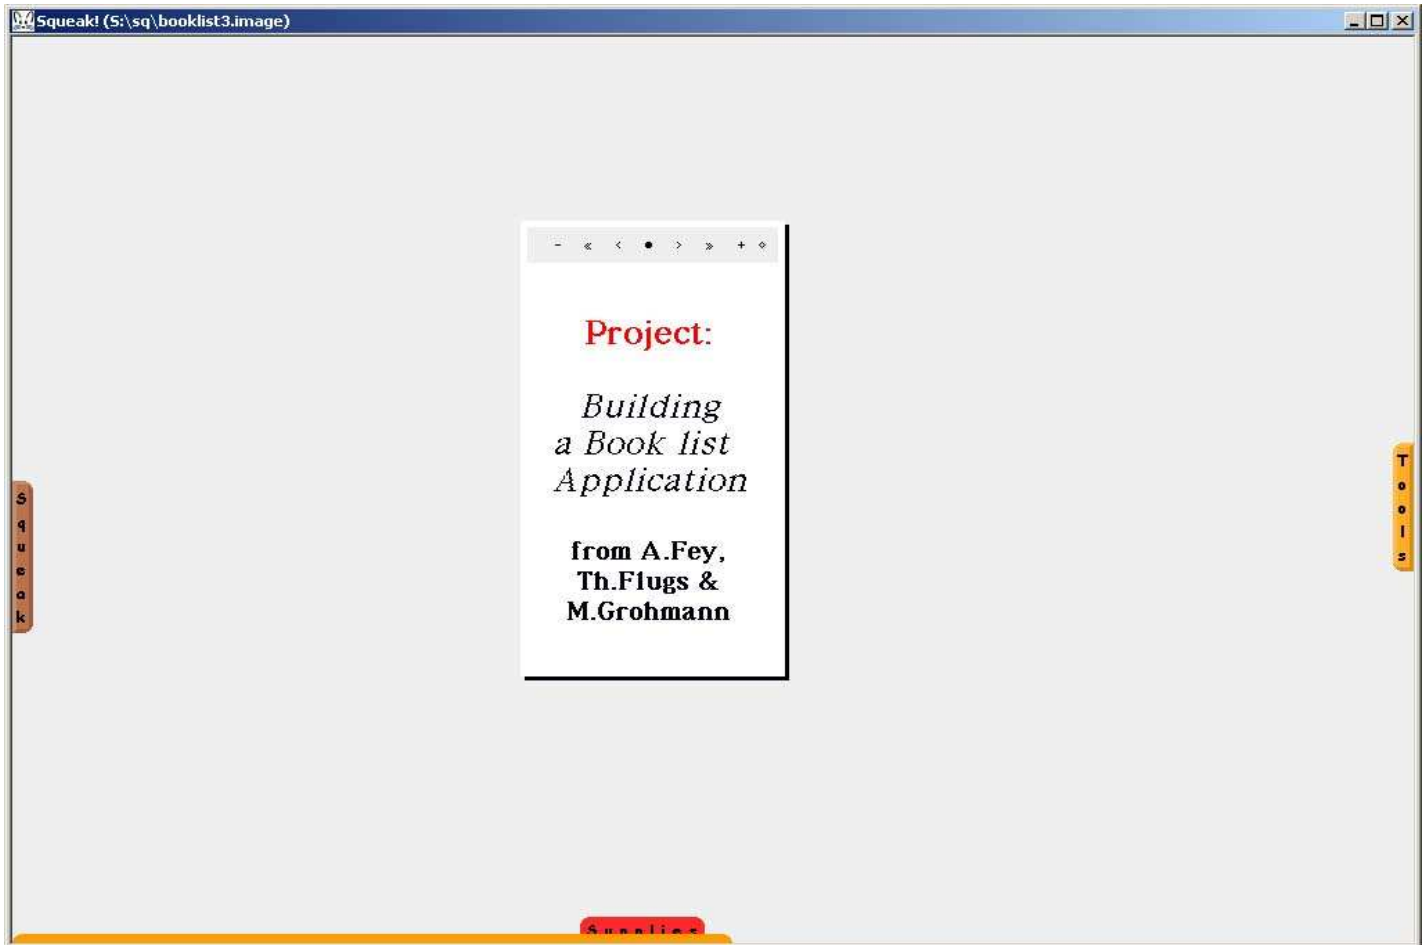 Squeak! (S:\sq\booklist3.image)
- « < ● > » + ◇
Project:
Building
a Book list
Application
from A.Fey,
Th.Flugs &
M.Grohmann
Squeak
Tools
Supplies